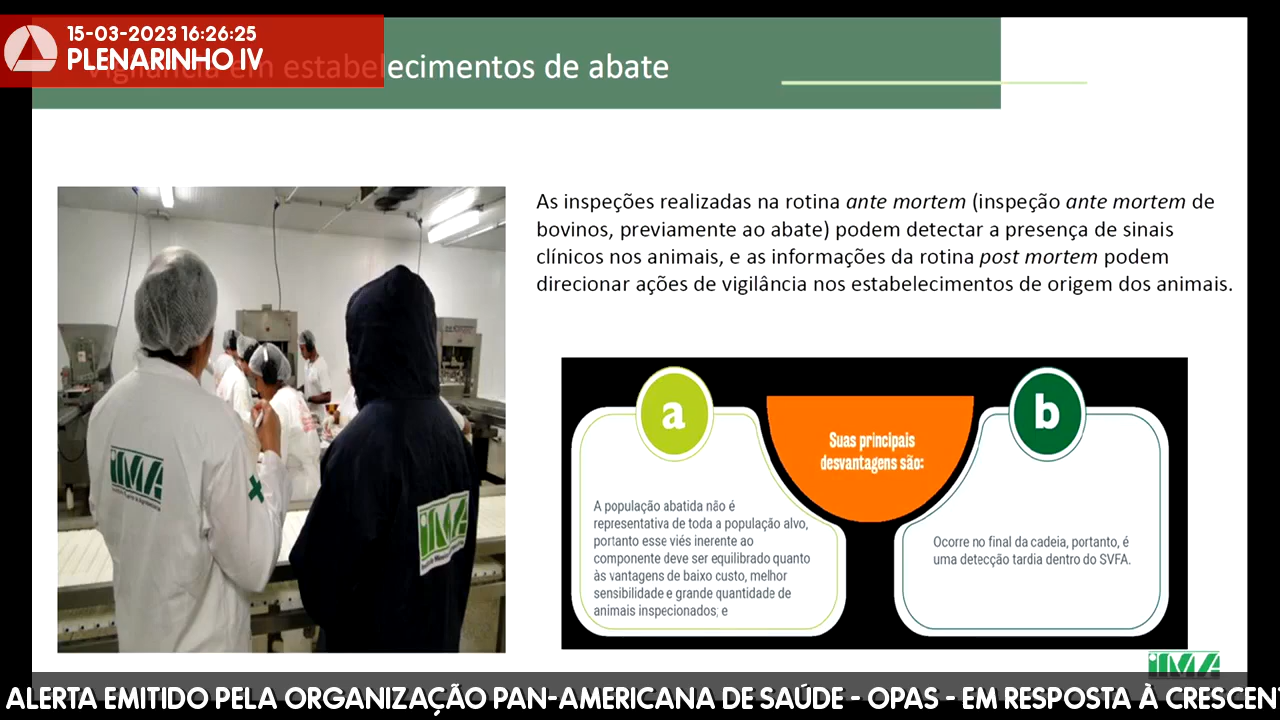 15-03-2023 16:26:25
PLENARINHO IV
Vigilância em estabelecimentos de abate
As inspeções realizadas na rotina ante mortem (inspeção ante mortem de
bovinos, previamente ao abate) podem detectar a presença de sinais
clínicos nos animais, e as informações da rotina post mortem podem
direcionar ações de vigilância nos estabelecimentos de origem dos animais.
IMA
IMA
a
Suas principais
desvantagens são:
b
A população abatida não é
representativa de toda a população alvo,
portanto esse viés inerente ao
componente deve ser equilibrado quanto
às vantagens de baixo custo, melhor
sensibilidade e grande quantidade de
animais inspecionados; e
Ocorre no final da cadeia, portanto, é
uma detecção tardia dentro do SVFA.
IMA
ALERTA EMITIDO PELA ORGANIZAÇÃO PAN-AMERICANA DE SAÚDE - OPAS - EM RESPOSTA À CRESCENT